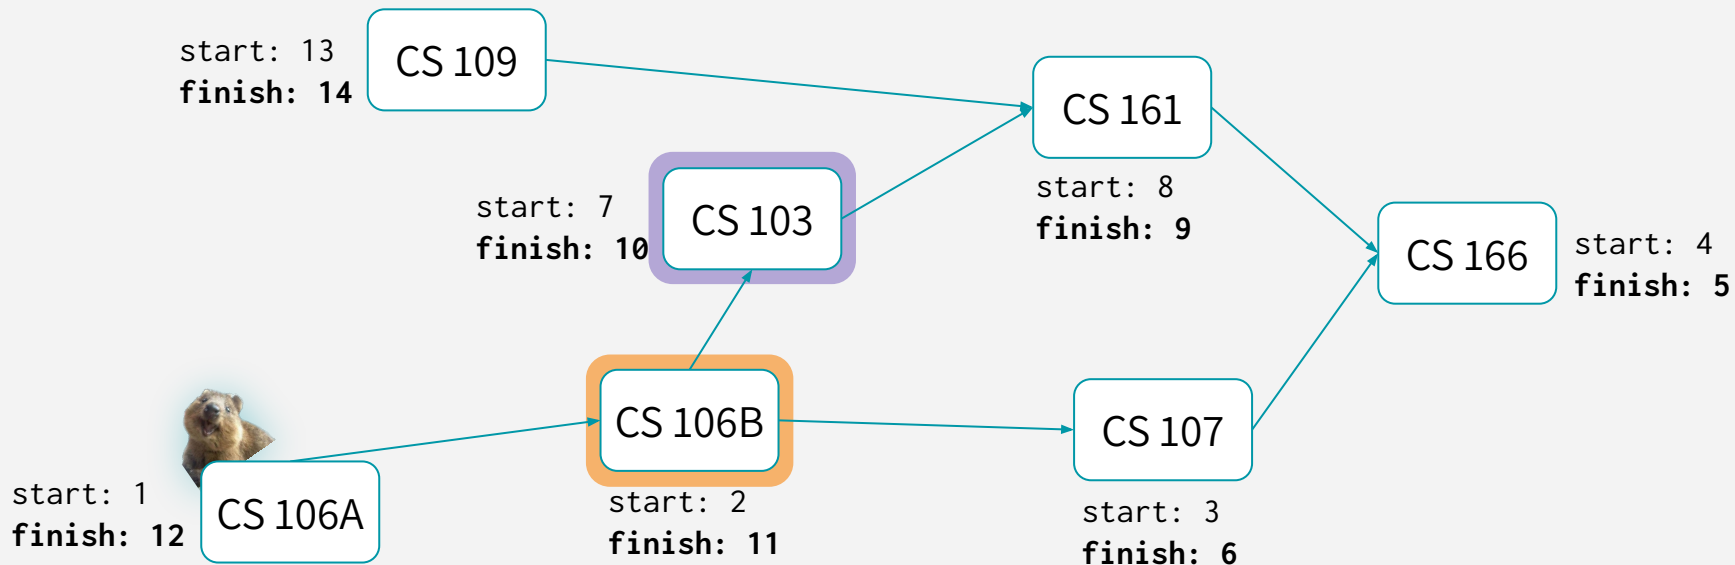 start: 13
finish: 14
CS 109
CS 161
start: 8
finish: 9
start: 7
finish: 10
CS 103
CS 166
start: 4
finish: 5
CS 106B
start: 2
finish: 11
CS 107
start: 3
finish: 6
start: 1
finish: 12
CS 106A